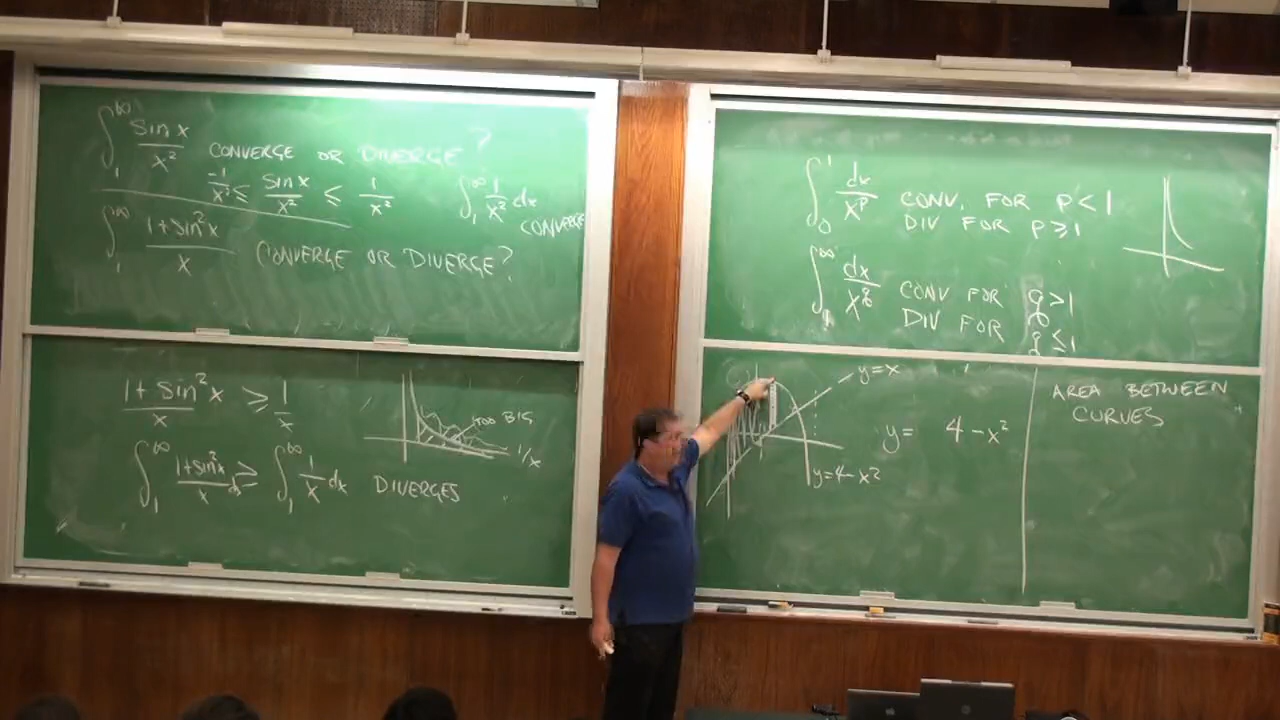 ∫₁^∞ sin x / x² CONVERGE OR DIVERGE?
-1/x² ≤ sin x / x² ≤ 1/x² ∫₁^∞ 1/x² dx
CONVERGE
∫₁^∞ 1+sin²x / x CONVERGE OR DIVERGE?
1+sin²x / x ≥ 1/x
TOO BIG
1/x
∫₁^∞ 1+sin²x / x dx ≥ ∫₁^∞ 1/x dx DIVERGES
∫₀¹ dx/x^p CONV. FOR p<1
DIV FOR p≥1
∫₁^∞ dx/x^q CONV FOR q>1
DIV FOR q≤1
y=x
y= 4-x²
y=4-x²
AREA BETWEEN
CURVES